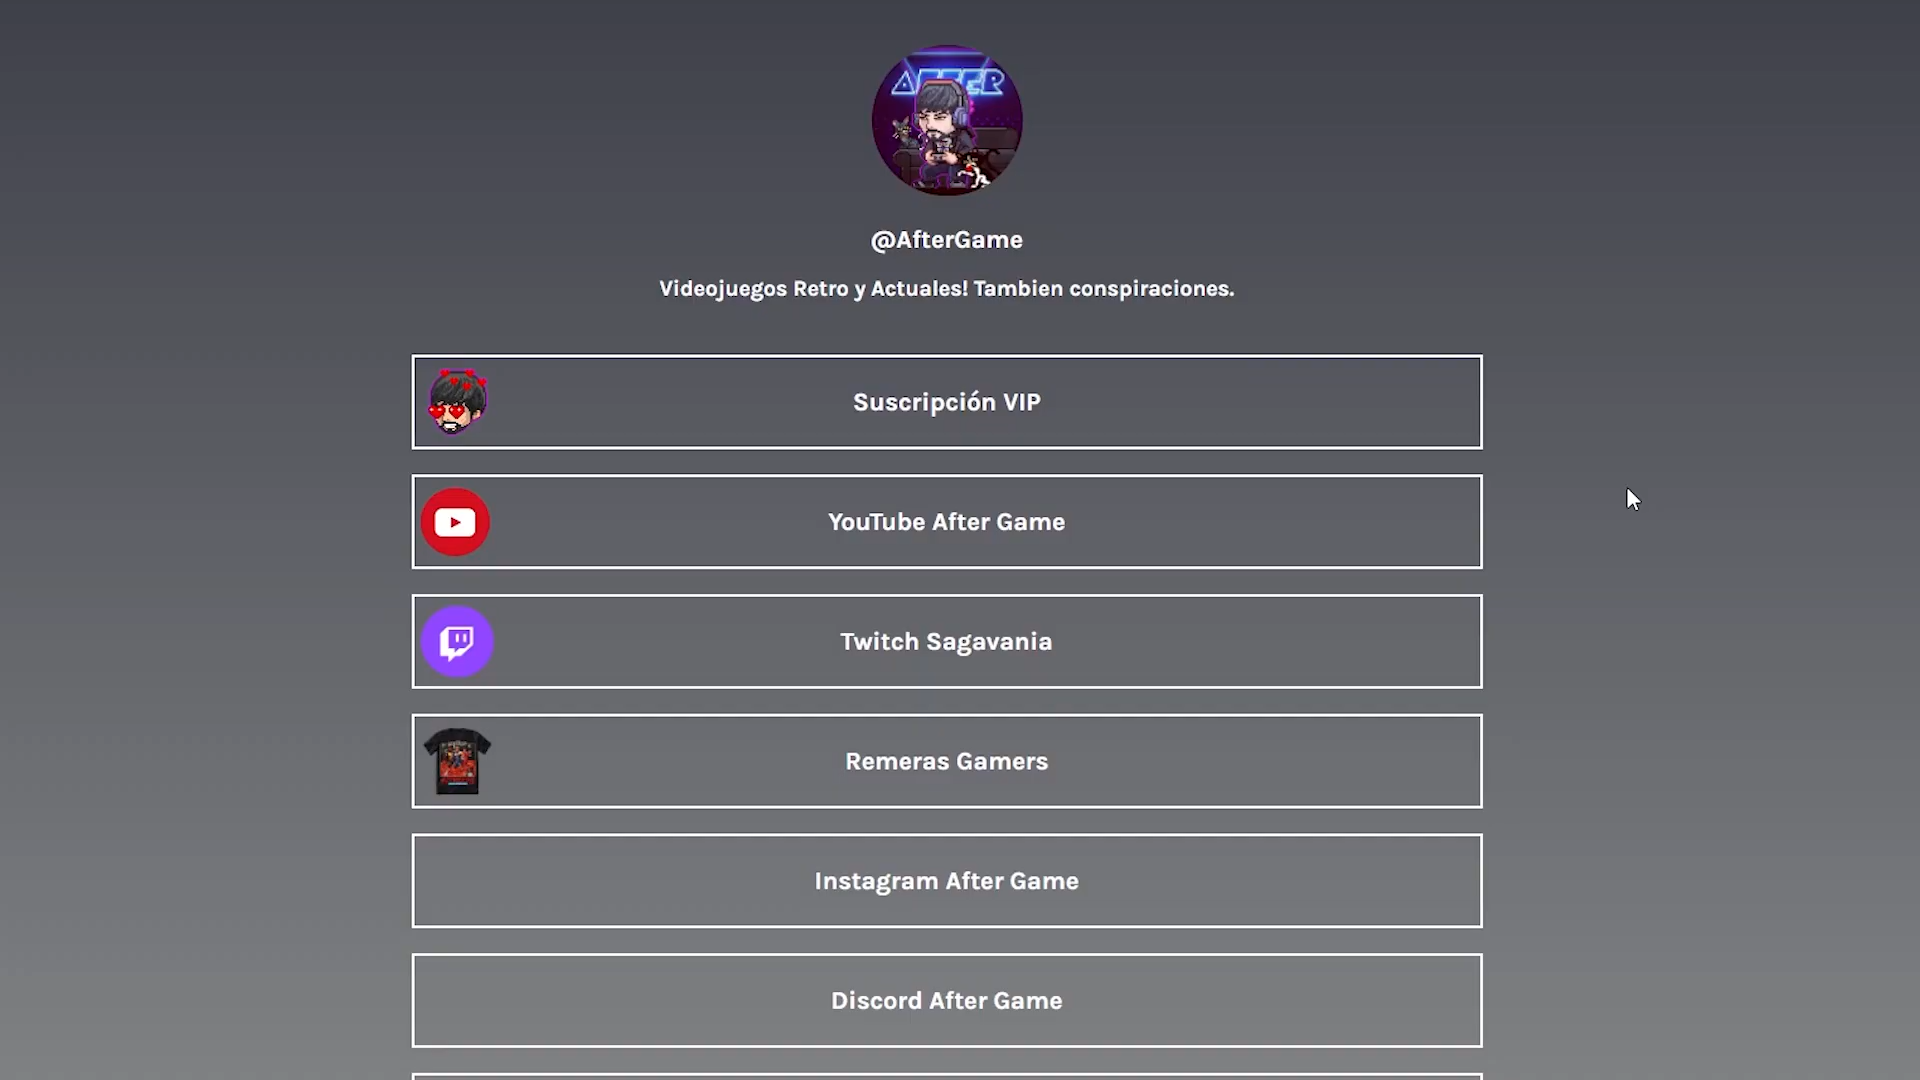 AFTER
@AfterGame
Videojuegos Retro y Actuales! Tambien conspiraciones.
Suscripción VIP
YouTube After Game
Twitch Sagavania
Remeras Gamers
Instagram After Game
Discord After Game